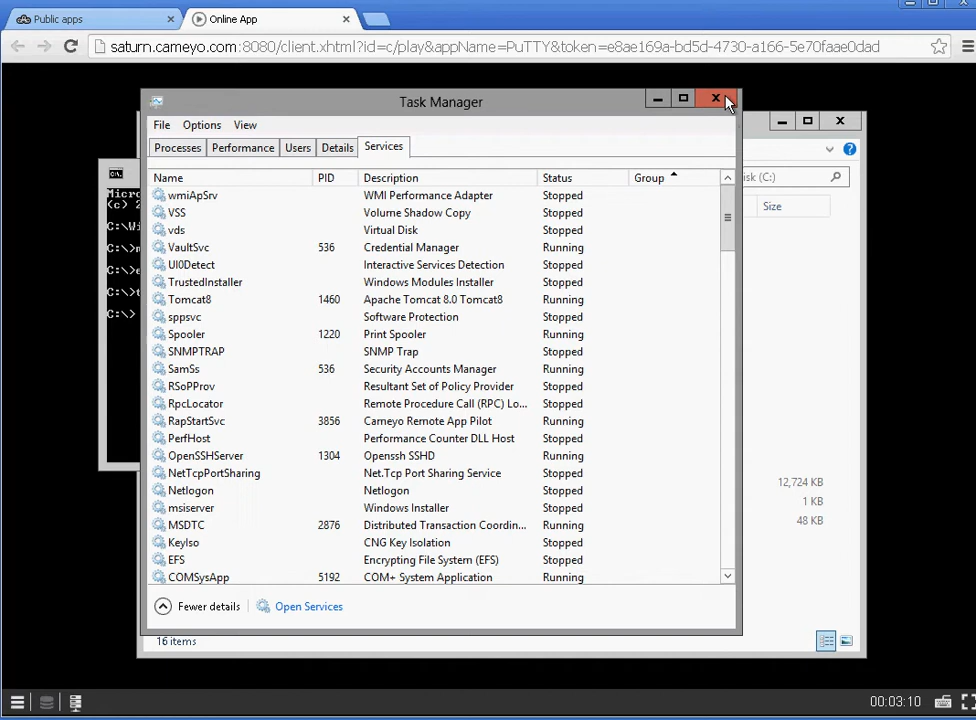 Public apps
Online App
saturn.cameyo.com:8080/client.xhtml?id=c/play&appName=PuTTY&token=e8ae169a-bd5d-4730-a166-5e70faae0dad
Task Manager
File Options View
Processes Performance Users Details Services
isk (C:)
Name PID Description Status Group
Size
Micro
(c) 2
C:\Wi
C:\>m
C:\>e
C:\>t
C:\>
wmiApSrv WMI Performance Adapter Stopped
VSS Volume Shadow Copy Stopped
vds Virtual Disk Stopped
VaultSvc 536 Credential Manager Running
UI0Detect Interactive Services Detection Stopped
TrustedInstaller Windows Modules Installer Stopped
Tomcat8 1460 Apache Tomcat 8.0 Tomcat8 Running
sppsvc Software Protection Stopped
Spooler 1220 Print Spooler Running
SNMPTRAP SNMP Trap Stopped
SamSs 536 Security Accounts Manager Running
RSoPProv Resultant Set of Policy Provider Stopped
RpcLocator Remote Procedure Call (RPC) Lo... Stopped
RapStartSvc 3856 Cameyo Remote App Pilot Running
PerfHost Performance Counter DLL Host Stopped
OpenSSHServer 1304 Openssh SSHD Running
NetTcpPortSharing Net.Tcp Port Sharing Service Stopped
Netlogon Netlogon Stopped
msiserver Windows Installer Stopped
MSDTC 2876 Distributed Transaction Coordin... Running
KeyIso CNG Key Isolation Stopped
EFS Encrypting File System (EFS) Stopped
COMSysApp 5192 COM+ System Application Running
12,724 KB
1 KB
48 KB
Fewer details Open Services
16 items
00:03:10